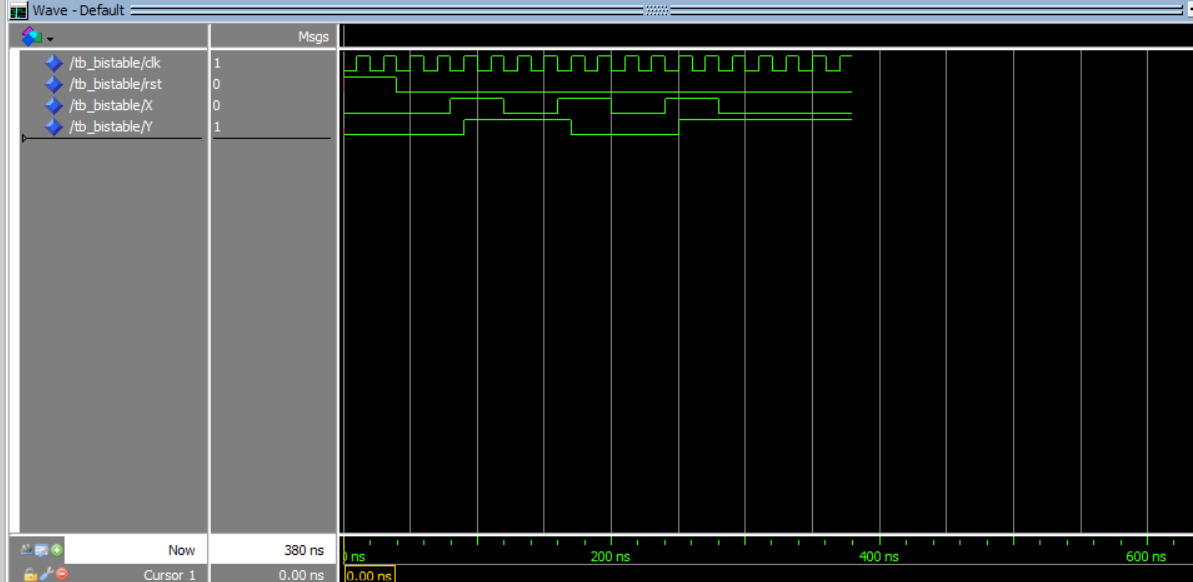 Wave - Default
Msgs
/tb_bistable/clk 1
/tb_bistable/rst 0
/tb_bistable/X 0
/tb_bistable/Y 1
Now 380 ns
0 ns 200 ns 400 ns 600 ns
Cursor 1 0.00 ns 0.00 ns